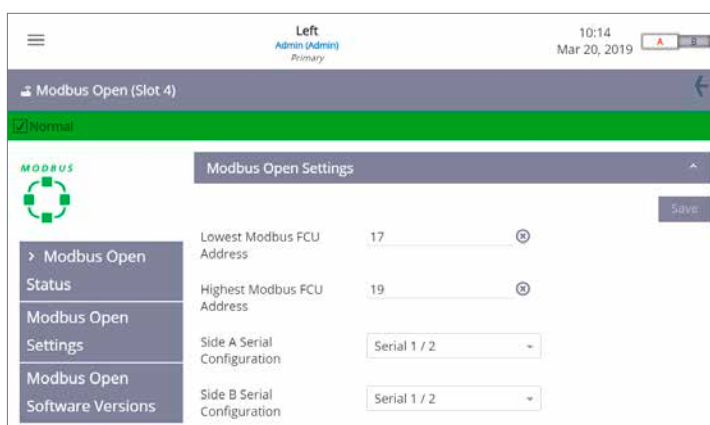 Left
Admin (Admin)
Primary
10:14
Mar 20, 2019
A
B
Modbus Open (Slot 4)
Normal
MODBUS
Modbus Open Settings
Save
> Modbus Open
Status
Modbus Open
Settings
Modbus Open
Software Versions
Lowest Modbus FCU
Address
17
Highest Modbus FCU
Address
19
Side A Serial
Configuration
Serial 1 / 2
Side B Serial
Configuration
Serial 1 / 2